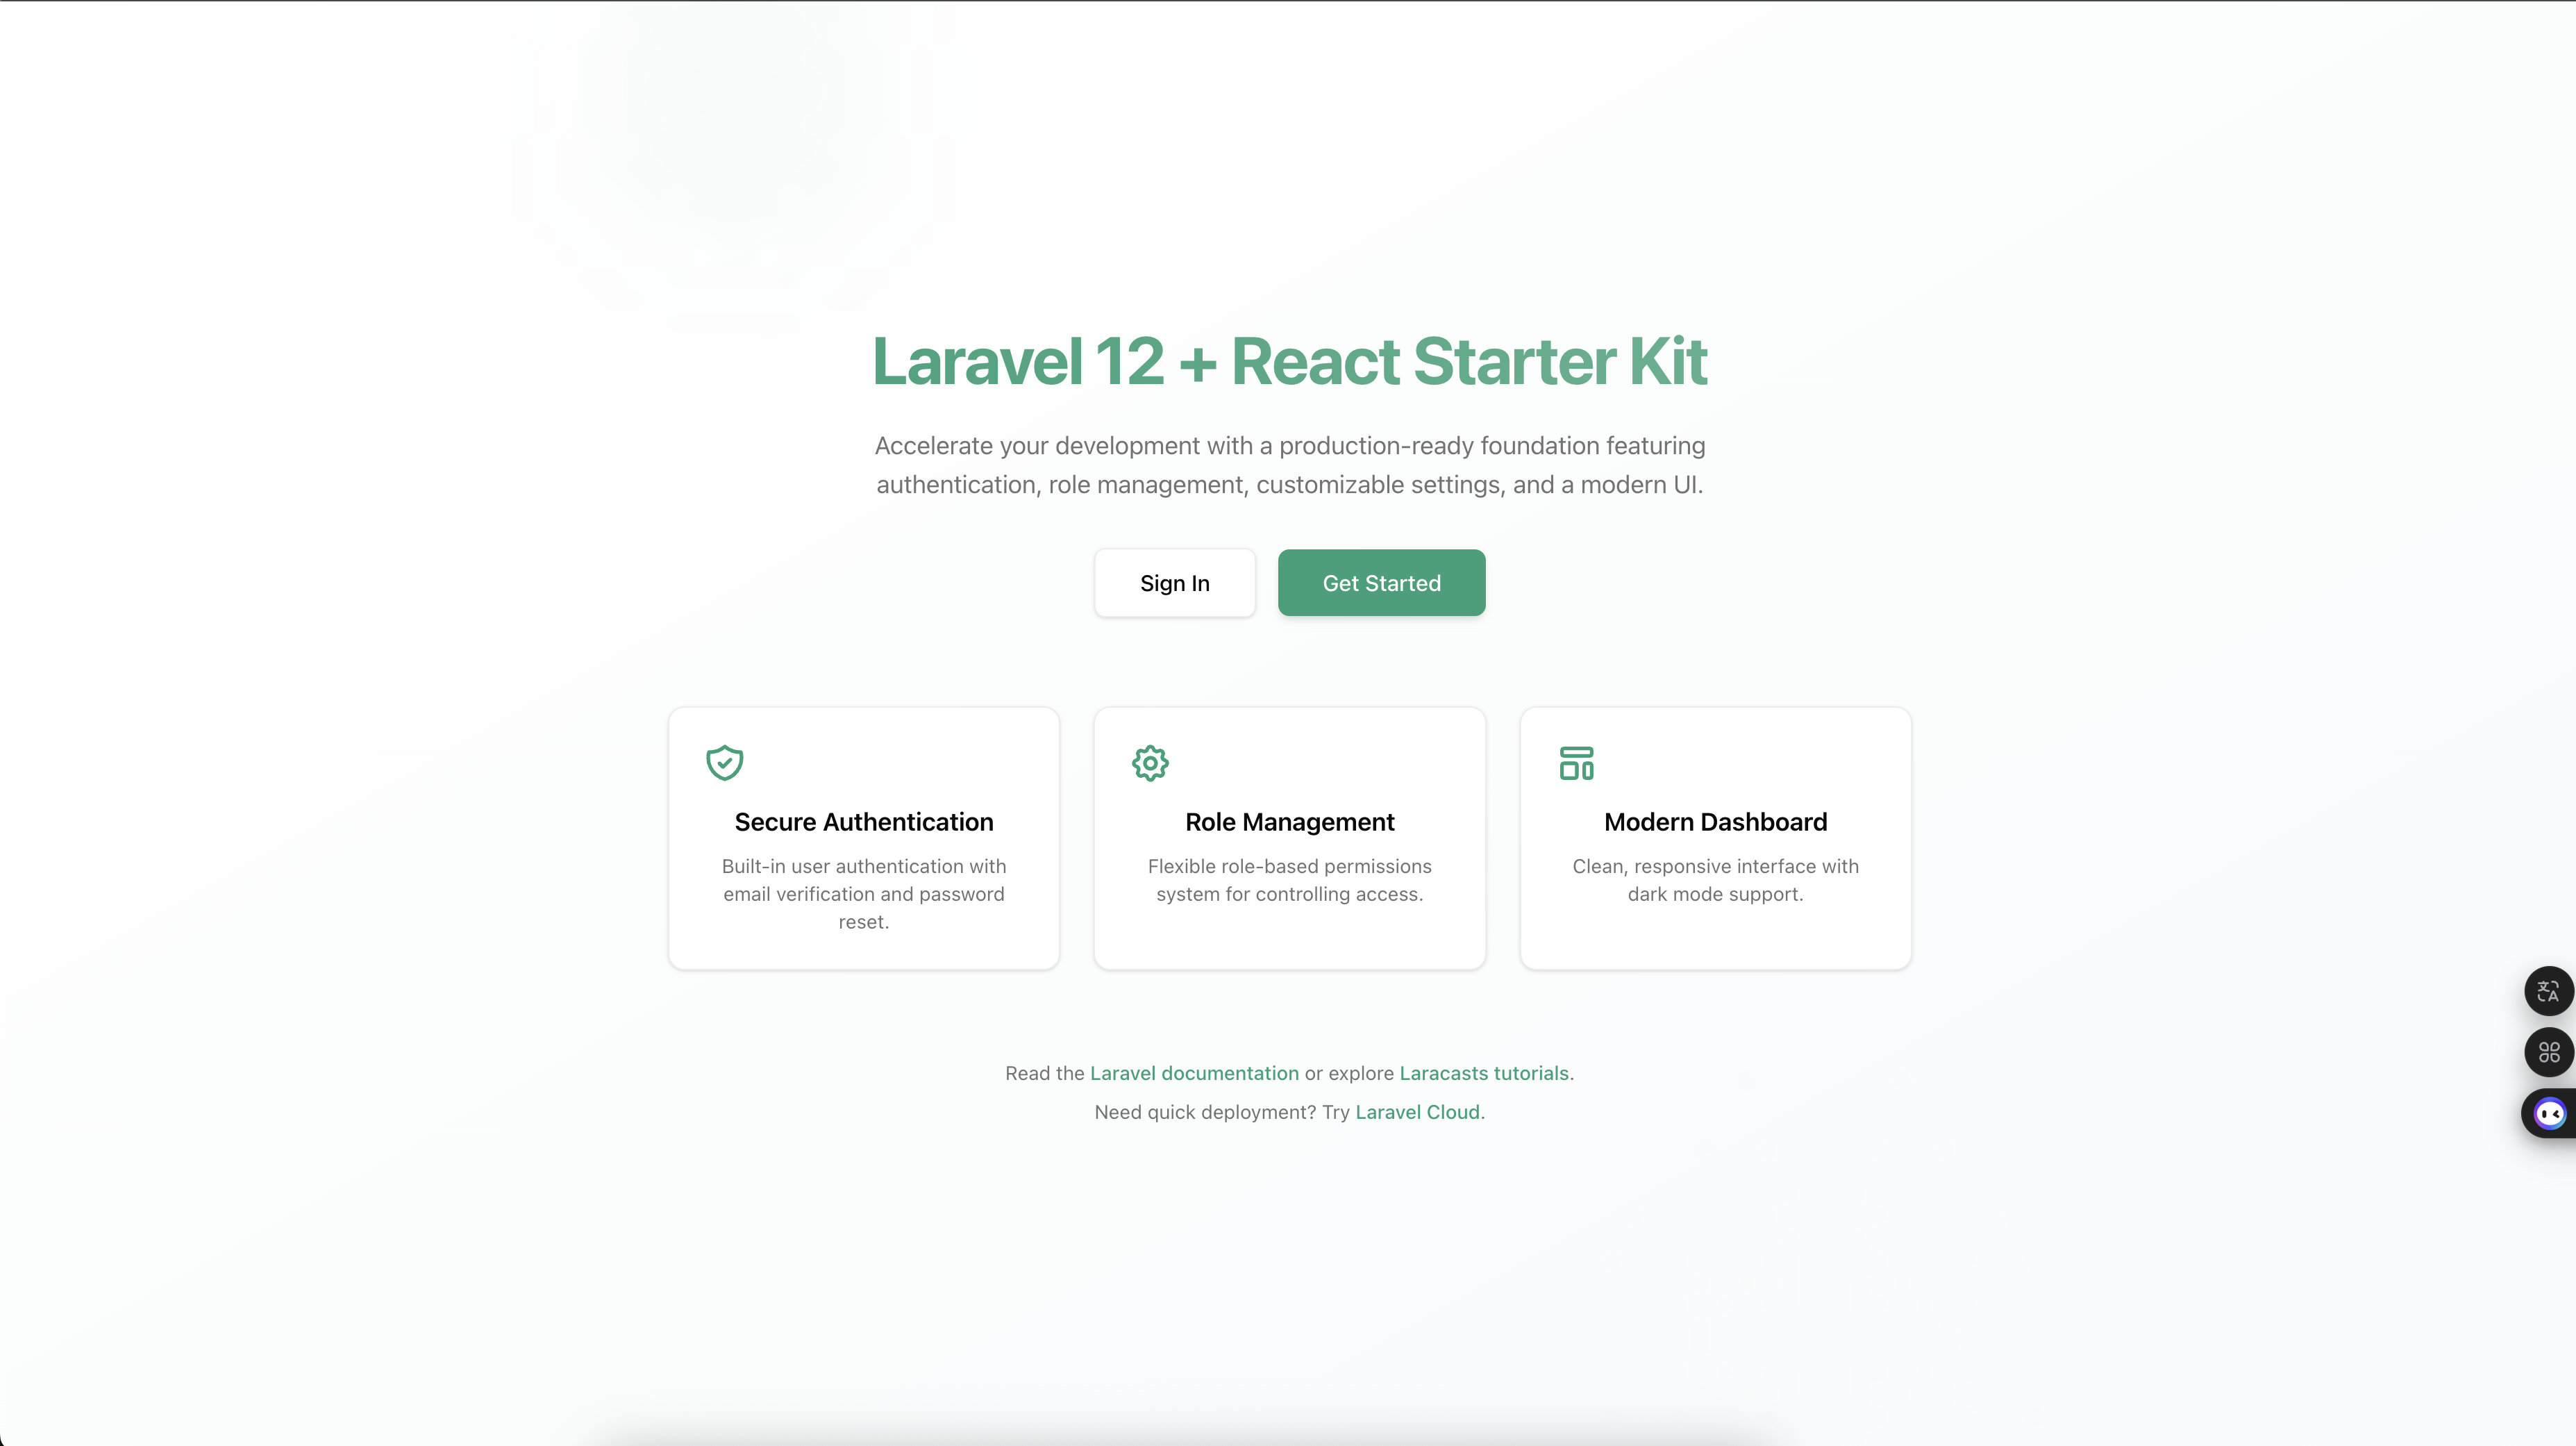 Laravel 12 + React Starter Kit
Accelerate your development with a production-ready foundation featuring
authentication, role management, customizable settings, and a modern UI.
Sign In
Get Started
Secure Authentication
Built-in user authentication with
email verification and password
reset.
Role Management
Flexible role-based permissions
system for controlling access.
Modern Dashboard
Clean, responsive interface with
dark mode support.
Read the Laravel documentation or explore Laracasts tutorials.
Need quick deployment? Try Laravel Cloud.